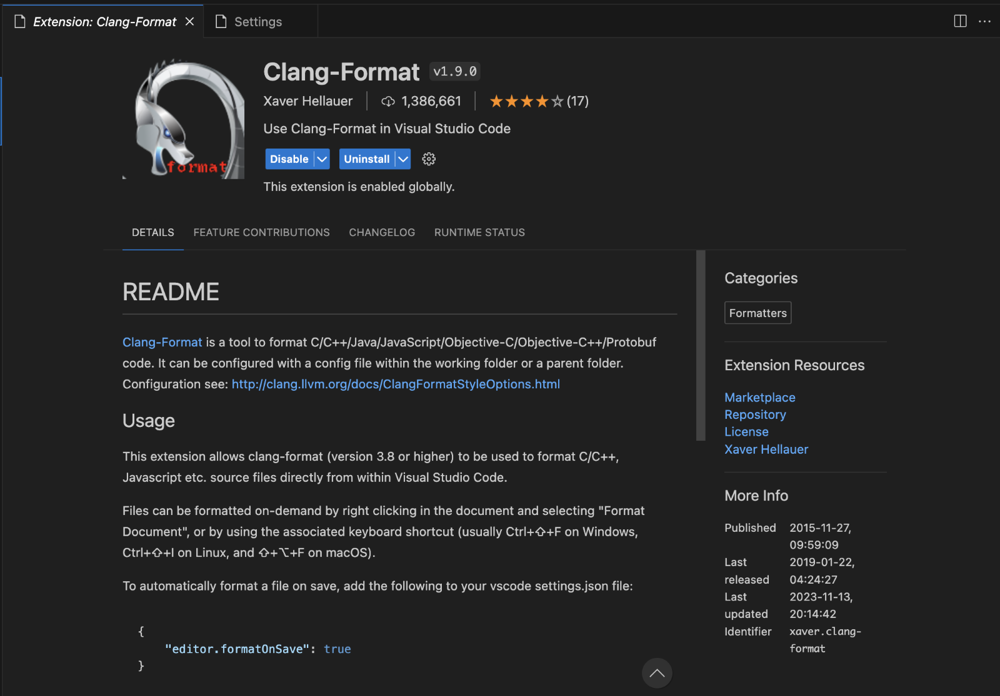 Extension: Clang-Format
Settings
format
Clang-Format v1.9.0
Xaver Hellauer 1,386,661 (17)
Use Clang-Format in Visual Studio Code
Disable Uninstall
This extension is enabled globally.
DETAILS FEATURE CONTRIBUTIONS CHANGELOG RUNTIME STATUS
README
Clang-Format is a tool to format C/C++/Java/JavaScript/Objective-C/Objective-C++/Protobuf
code. It can be configured with a config file within the working folder or a parent folder.
Configuration see: http://clang.llvm.org/docs/ClangFormatStyleOptions.html
Usage
This extension allows clang-format (version 3.8 or higher) to be used to format C/C++,
Javascript etc. source files directly from within Visual Studio Code.
Files can be formatted on-demand by right clicking in the document and selecting "Format
Document", or by using the associated keyboard shortcut (usually Ctrl+⇧+F on Windows,
Ctrl+⇧+I on Linux, and ⇧+⌥+F on macOS).
To automatically format a file on save, add the following to your vscode settings.json file:
{
"editor.formatOnSave": true
}
Categories
Formatters
Extension Resources
Marketplace
Repository
License
Xaver Hellauer
More Info
Published 2015-11-27,
09:59:09
Last 2019-01-22,
released 04:24:27
Last 2023-11-13,
updated 20:14:42
Identifier xaver.clang-
format